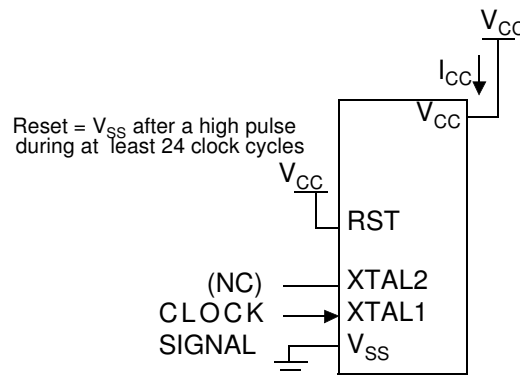 VCC
ICC
VCC
Reset = VSS after a high pulse
during at least 24 clock cycles
VCC
RST
(NC)
XTAL2
CLOCK
XTAL1
SIGNAL
VSS